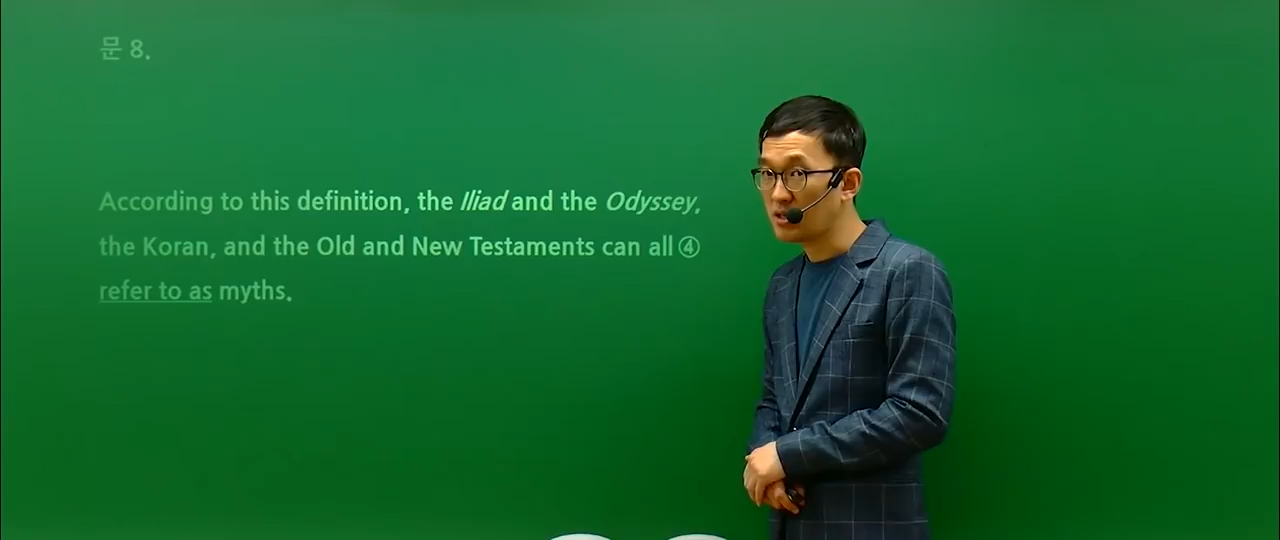 문 8.
According to this definition, the Iliad and the Odyssey,
the Koran, and the Old and New Testaments can all ④
refer to as myths.